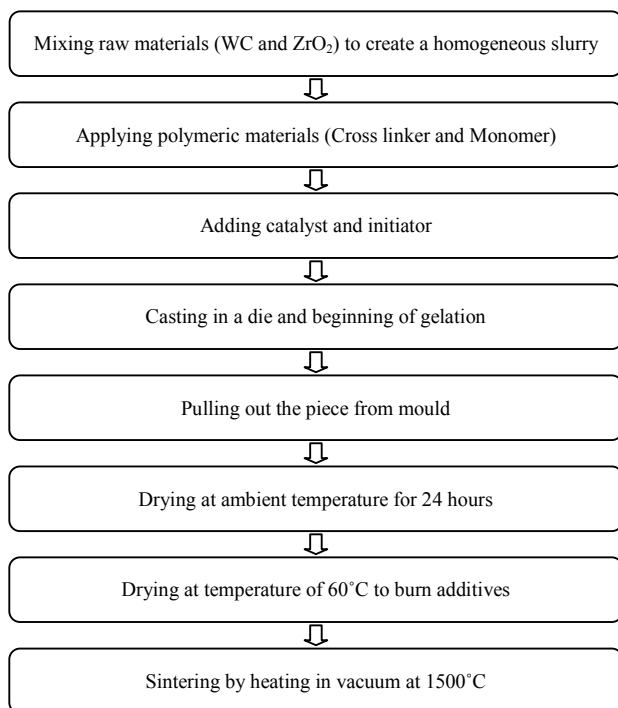 Mixing raw materials (WC and ZrO₂) to create a homogeneous slurry
Applying polymeric materials (Cross linker and Monomer)
Adding catalyst and initiator
Casting in a die and beginning of gelation
Pulling out the piece from mould
Drying at ambient temperature for 24 hours
Drying at temperature of 60˚C to burn additives
Sintering by heating in vacuum at 1500˚C